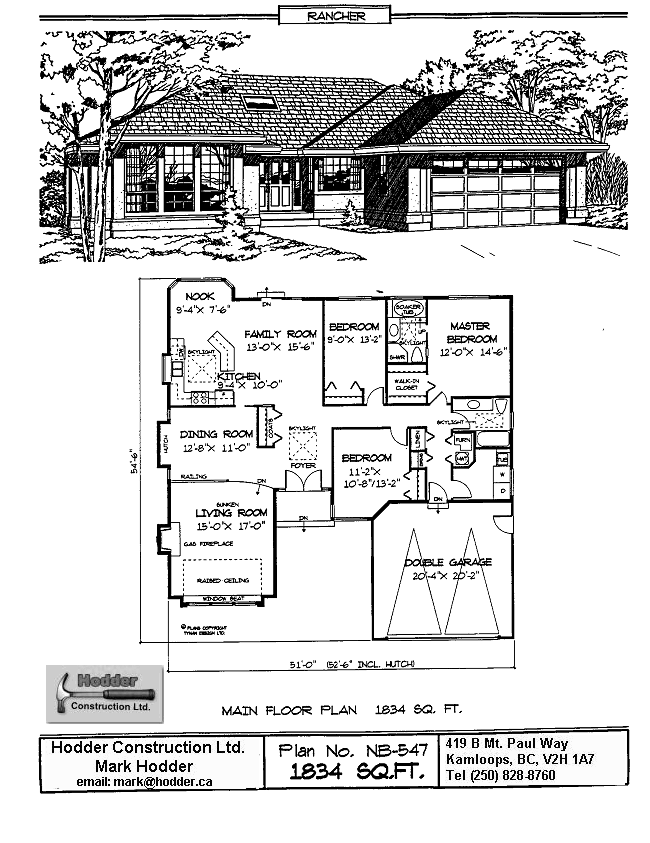 RANCHER
NOOK
9'-4" X 7'-6"
DN
FAMILY ROOM
13'-0" X 15'-6"
BEDROOM
9'-0" X 13'-2"
SOAKER
TUB
UP
SKYLIGHT
SHWR
MASTER
BEDROOM
12'-0" X 14'-6"
WALK-IN
CLOSET
SKYLIGHT
KITCHEN
9'-4" X 10'-0"
DINING ROOM
12'-8" X 11'-0"
HUTCH
COATS
SKYLIGHT
FOYER
BEDROOM
11'-2" X
10'-8"/13'-2"
LINEN
SKYLIGHT
FURN
HWT
TUB
W
D
DN
RAILING
DN
DN
SUNKEN
LIVING ROOM
15'-0" X 17'-0"
GAS FIREPLACE
RAISED CEILING
WINDOW SEAT
DOUBLE GARAGE
20'-4" X 20'-2"
54'-6"
© PLANS COPYRIGHT
TYNAN DESIGN LTD.
51'-0" (52'-6" INCL. HUTCH)
Hodder
Construction Ltd.
MAIN FLOOR PLAN 1834 SQ. FT.
Hodder Construction Ltd.
Mark Hodder
email: mark@hodder.ca
Plan No. NB-547
1834 SQ.FT.
419 B Mt. Paul Way
Kamloops, BC, V2H 1A7
Tel (250) 828-8760